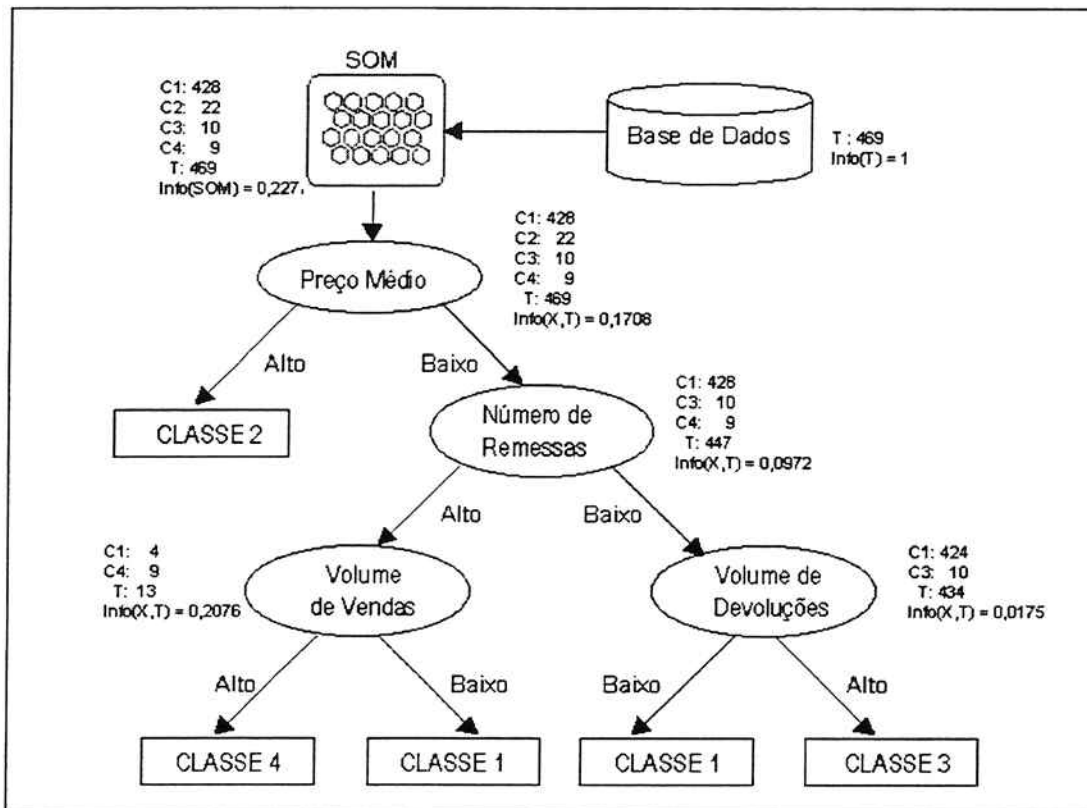 SOM
C1: 428
C2: 22
C3: 10
C4: 9
T: 469
Info(SOM) = 0,227
Base de Dados
T : 469
Info(T) = 1
Preço Médio
C1: 428
C2: 22
C3: 10
C4: 9
T: 469
Info(X,T) = 0,1708
Alto
Baixo
CLASSE 2
Número de
Remessas
C1: 428
C3: 10
C4: 9
T: 447
Info(X,T) = 0,0972
Alto
Baixo
C1: 4
C4: 9
T: 13
Info(X,T) = 0,2076
Volume
de Vendas
Volume de
Devoluções
C1: 424
C3: 10
T: 434
Info(X,T) = 0,0175
Alto
Baixo
Baixo
Alto
CLASSE 4
CLASSE 1
CLASSE 1
CLASSE 3